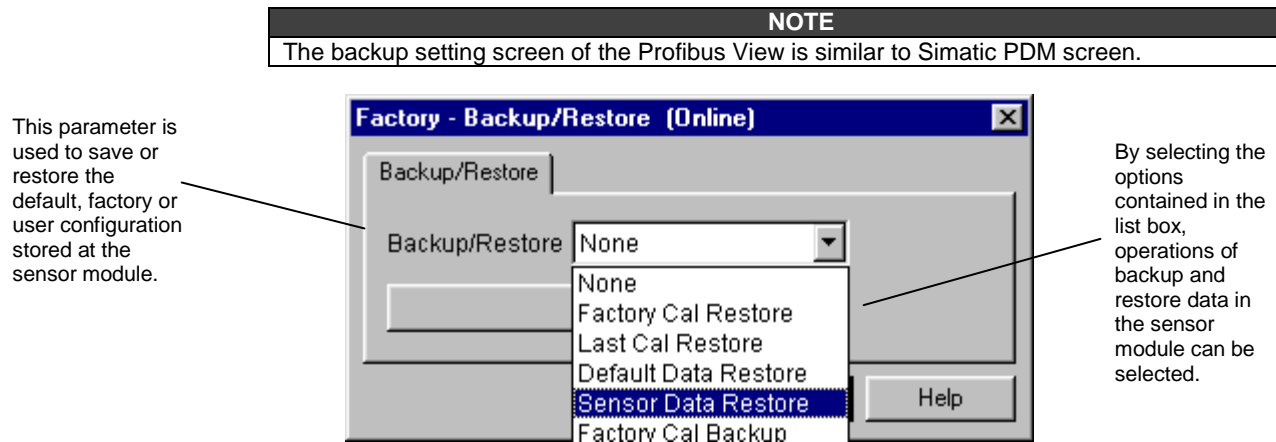 NOTE
The backup setting screen of the Profibus View is similar to Simatic PDM screen.
This parameter is
used to save or
restore the
default, factory or
user configuration
stored at the
sensor module.
Factory - Backup/Restore (Online)
Backup/Restore
Backup/Restore None
None
Factory Cal Restore
Last Cal Restore
Default Data Restore
Sensor Data Restore
Factory Cal Backup
Help
By selecting the
options
contained in the
list box,
operations of
backup and
restore data in
the sensor
module can be
selected.